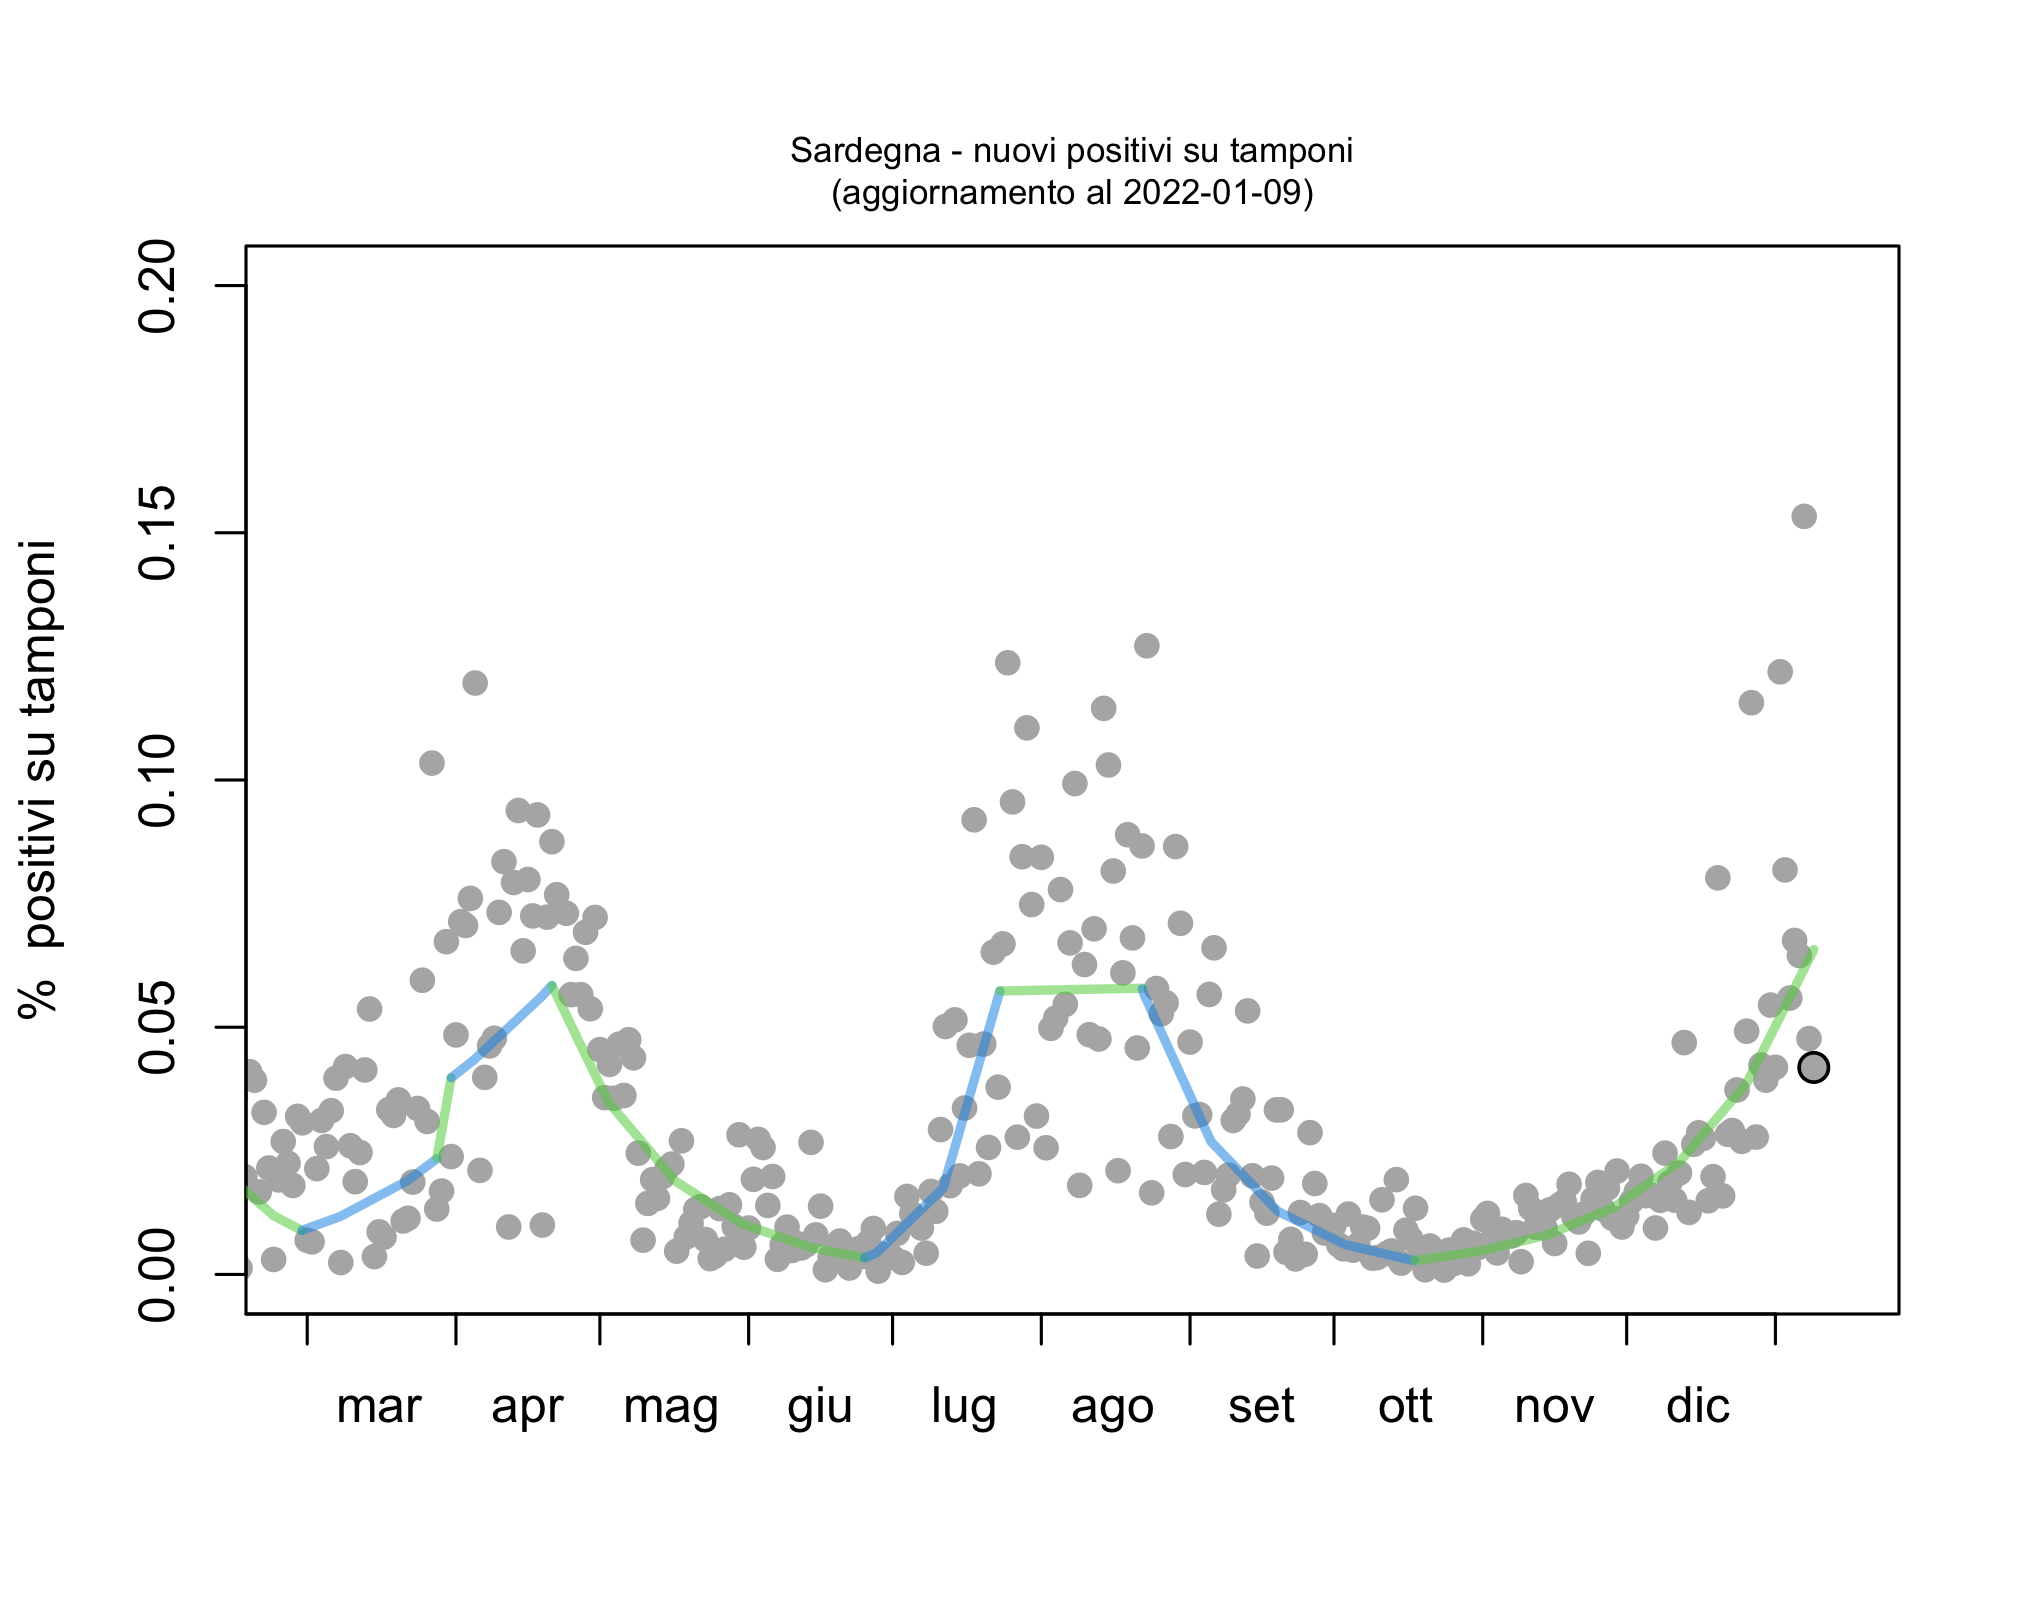 Sardegna - nuovi positivi su tamponi
(aggiornamento al 2022-01-09)
% positivi su tamponi
0.20
0.15
0.10
0.05
0.00
mar apr mag giu lug ago set ott nov dic